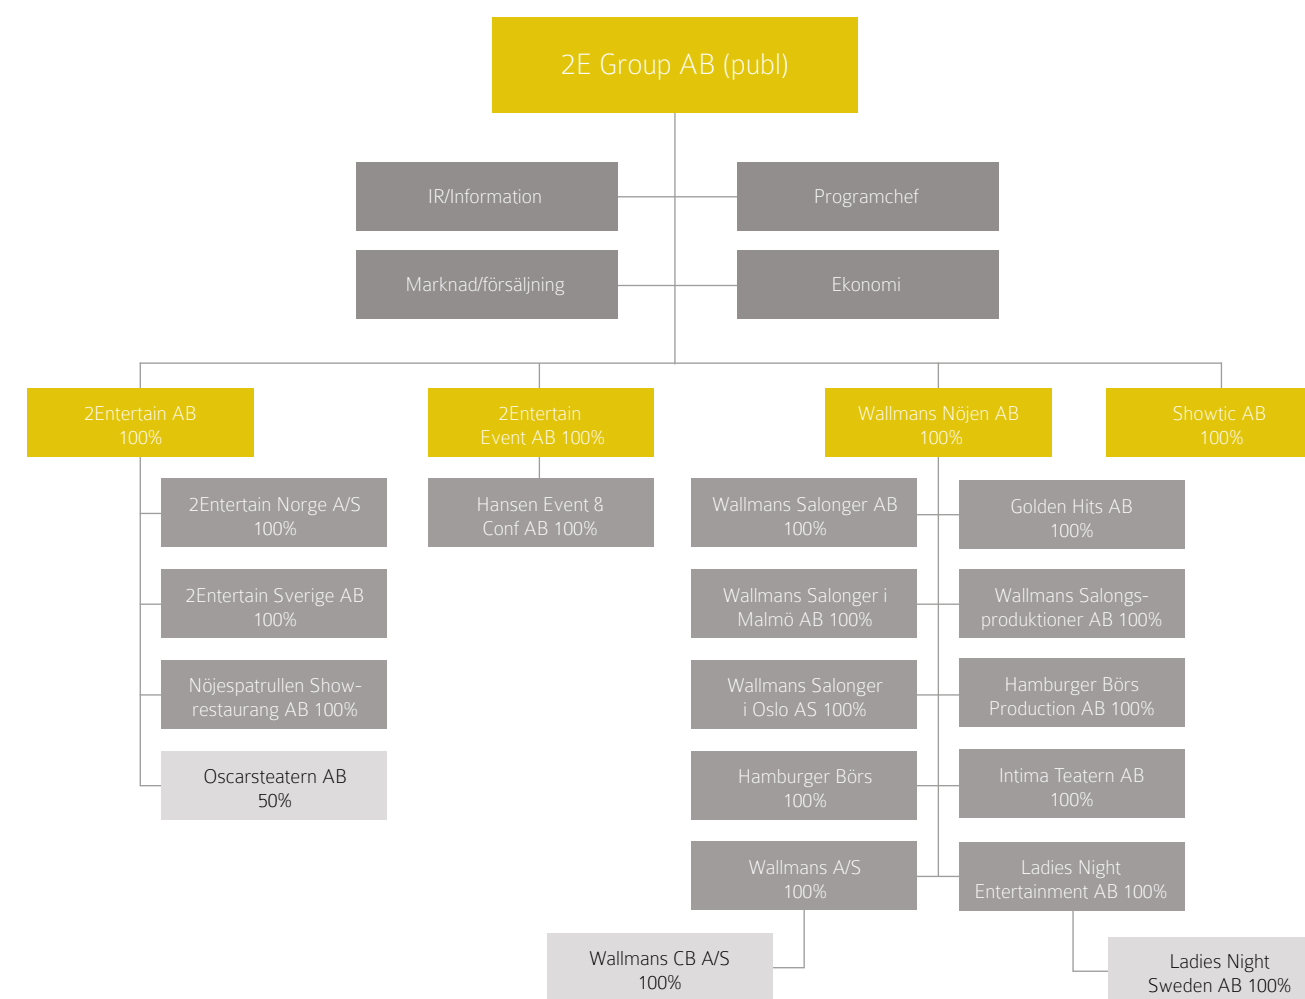 2E Group AB (publ)
IR/Information
Programchef
Marknad/försäljning
Ekonomi
2Entertain AB
100%
2Entertain
Event AB 100%
Wallmans Nöjen AB
100%
Showtic AB
100%
2Entertain Norge A/S
100%
2Entertain Sverige AB
100%
Nöjespatrullen Show-
restaurang AB 100%
Oscarsteatern AB
50%
Hansen Event &
Conf AB 100%
Wallmans Salonger AB
100%
Golden Hits AB
100%
Wallmans Salonger i
Malmö AB 100%
Wallmans Salongs-
produktioner AB 100%
Wallmans Salonger
i Oslo AS 100%
Hamburger Börs
Production AB 100%
Hamburger Börs
100%
Intima Teatern AB
100%
Wallmans A/S
100%
Ladies Night
Entertainment AB 100%
Wallmans CB A/S
100%
Ladies Night
Sweden AB 100%